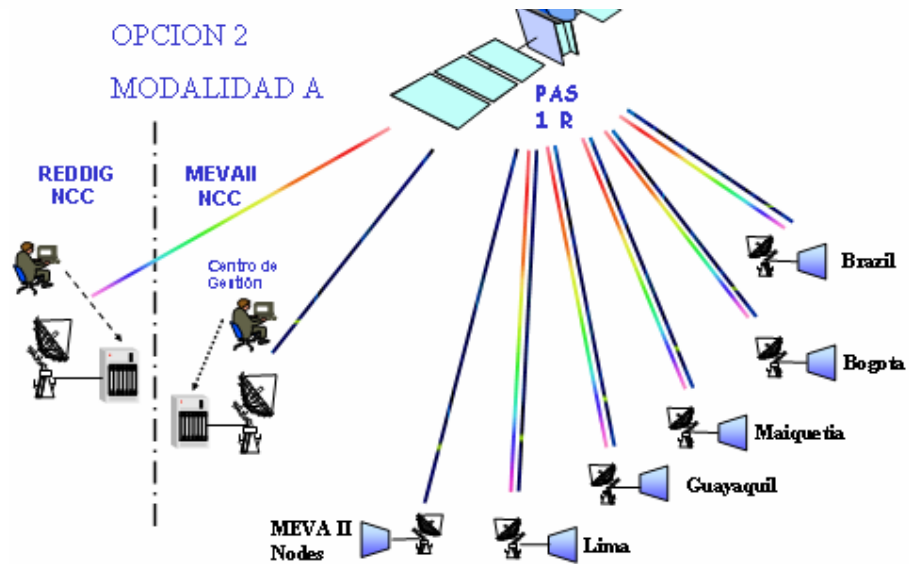 OPCION 2
MODALIDAD A
PAS
1 R
REDDIG
NCC
MEVAII
NCC
Centro de
Gestión
Brazil
Bogota
Maiquetia
Guayaquil
MEVA II
Nodes
Lima